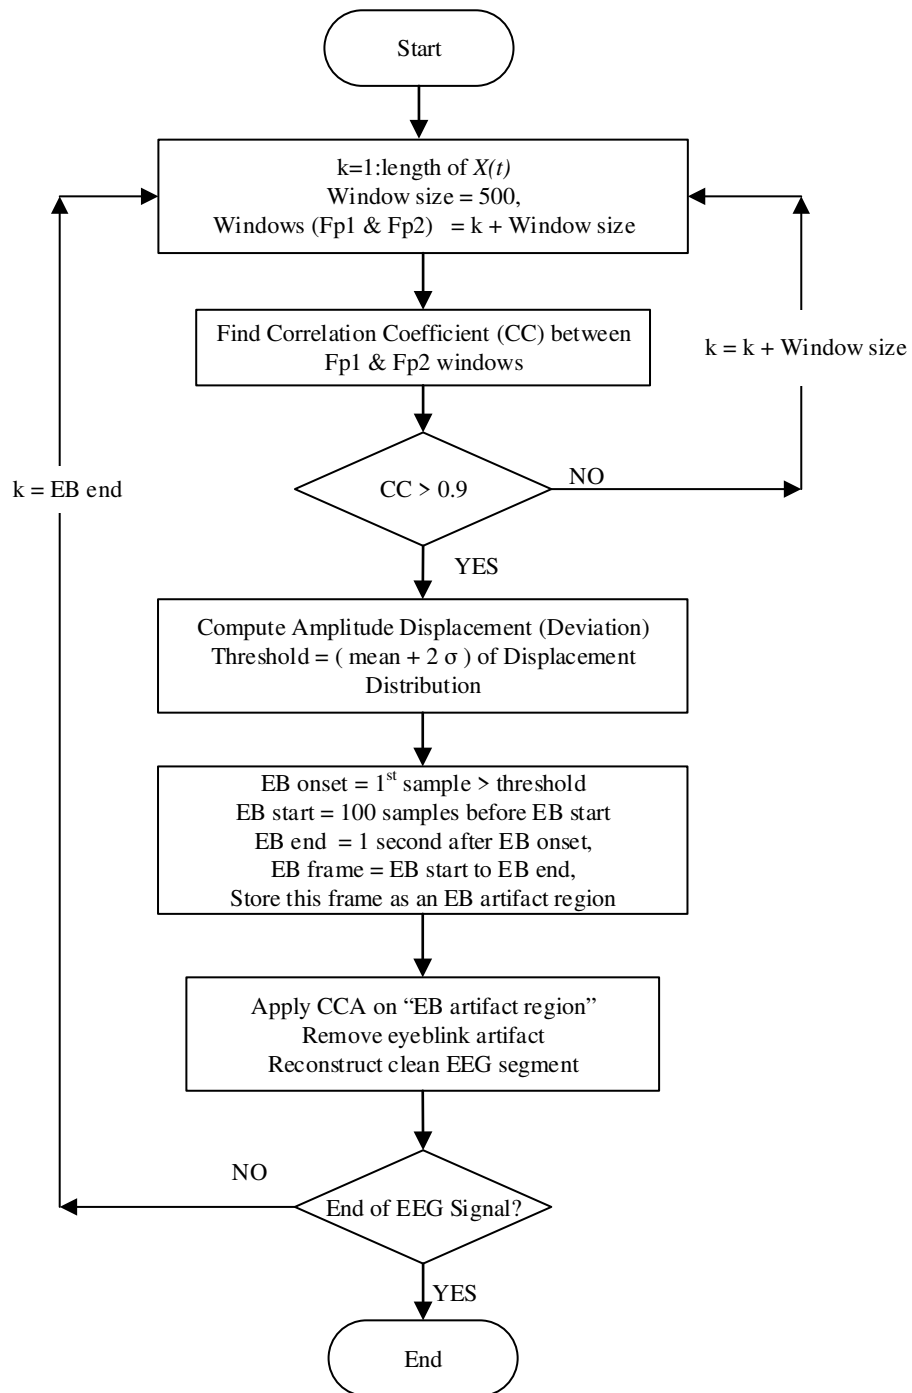 Start
k=1:length of X(t)
Window size = 500,
Windows (Fp1 & Fp2) = k + Window size
Find Correlation Coefficient (CC) between
Fp1 & Fp2 windows
k = k + Window size
CC > 0.9
NO
k = EB end
YES
Compute Amplitude Displacement (Deviation)
Threshold = ( mean + 2 σ ) of Displacement
Distribution
EB onset = 1st sample > threshold
EB start = 100 samples before EB start
EB end = 1 second after EB onset,
EB frame = EB start to EB end,
Store this frame as an EB artifact region
Apply CCA on “EB artifact region”
Remove eyeblink artifact
Reconstruct clean EEG segment
NO
End of EEG Signal?
YES
End